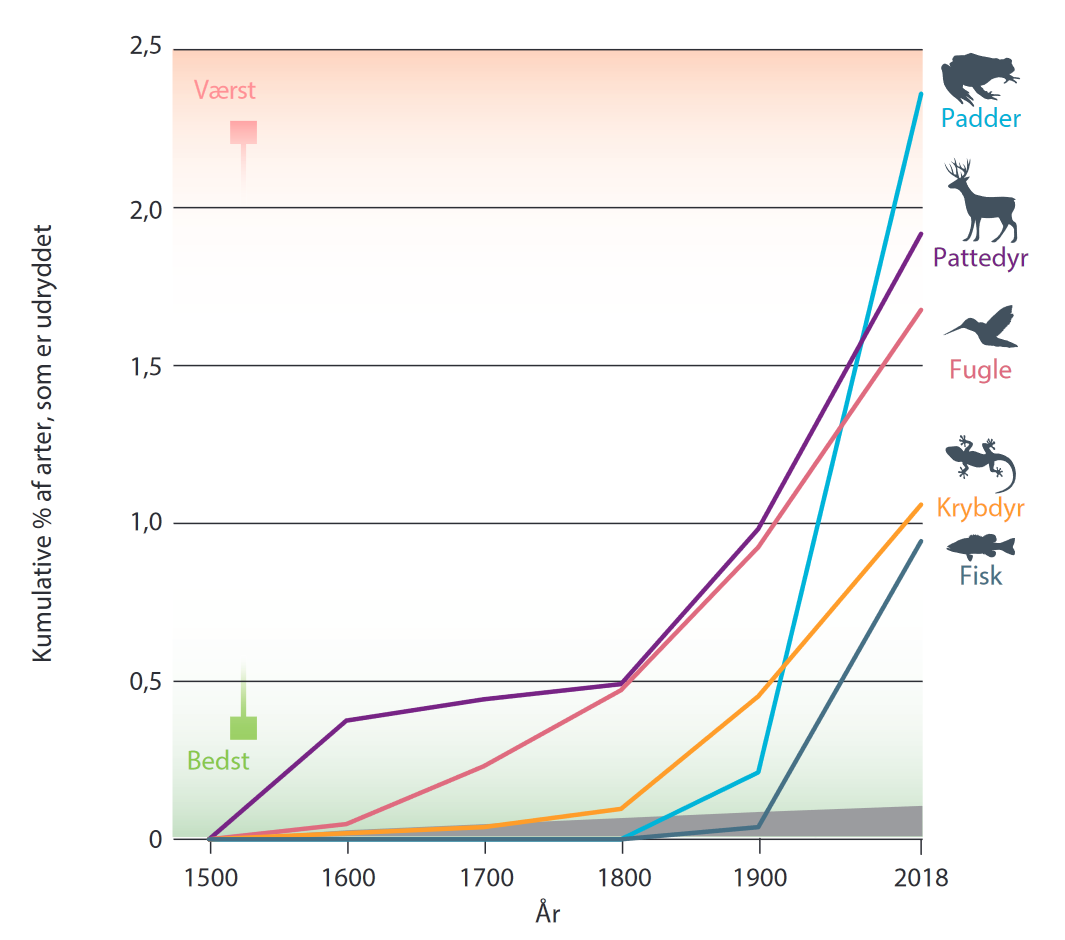 2,5
Værst
Padder
2,0
Pattedyr
Kumulative % af arter, som er udryddet
1,5
Fugle
1,0
Krybdyr
Fisk
0,5
Bedst
0
1500 1600 1700 1800 1900 2018
År